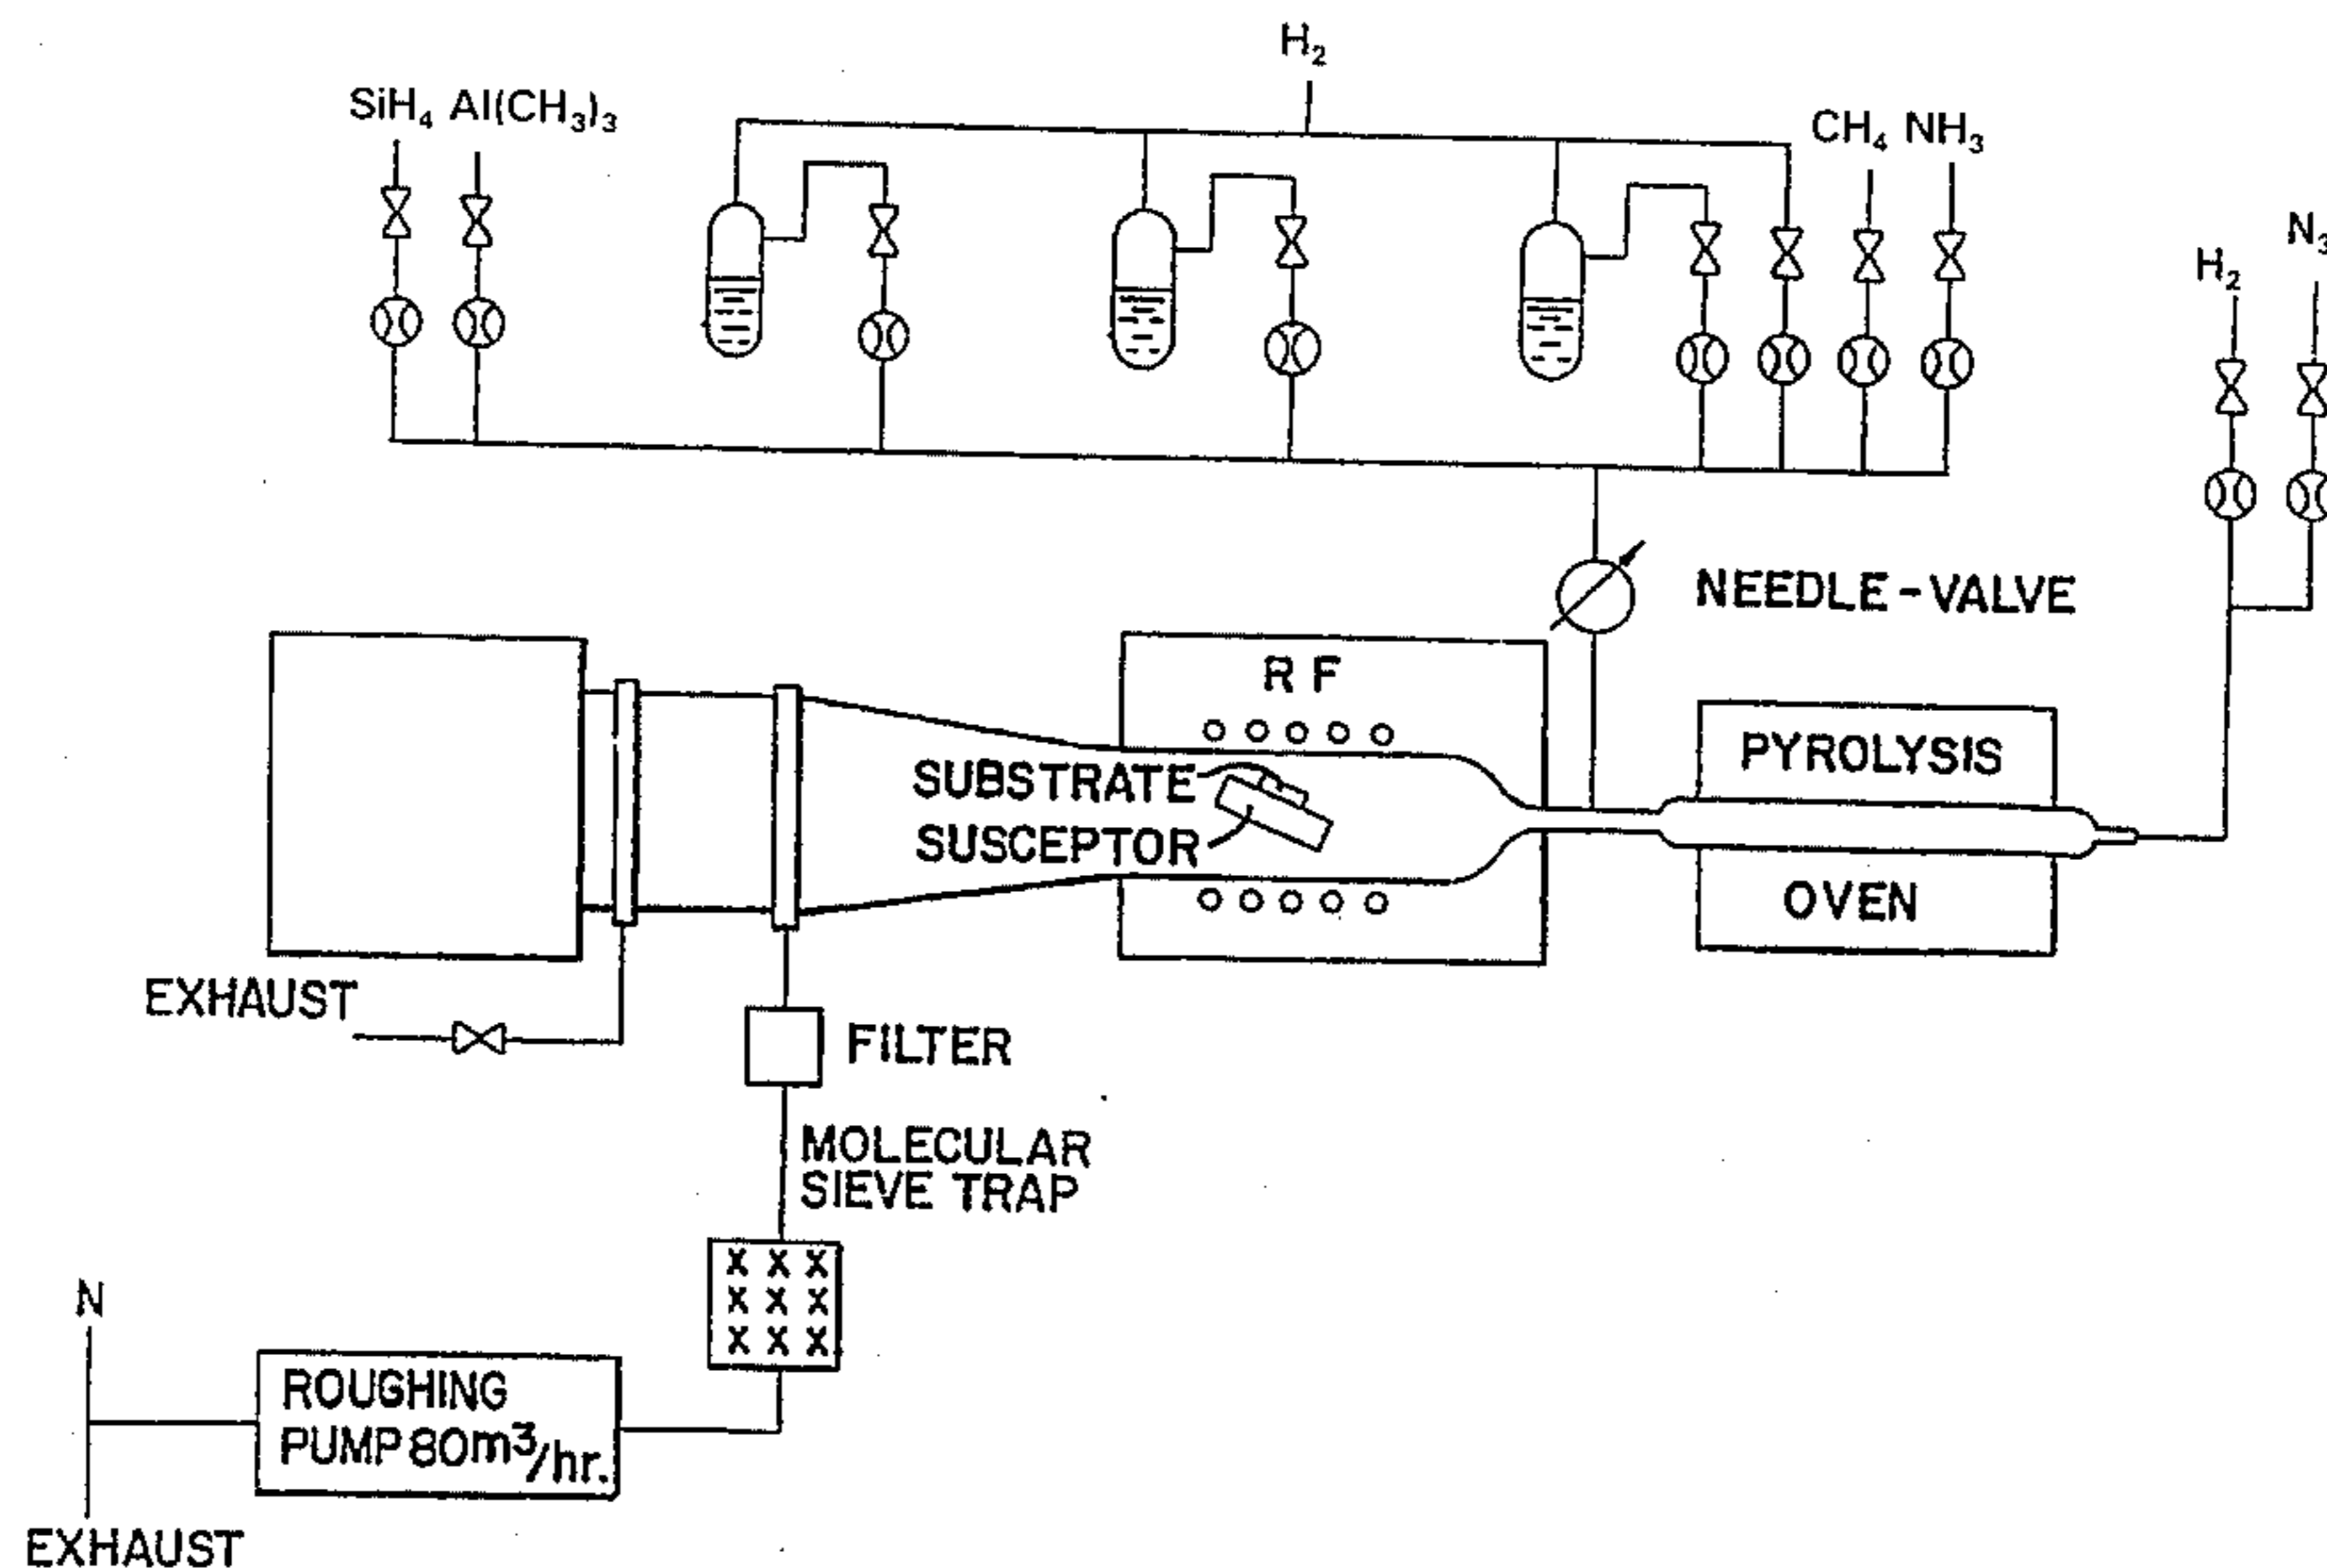 H₂
SiH₄ Al(CH₃)₃
CH₄ NH₃
H₂
N₃
NEEDLE-VALVE
R F
SUBSTRATE
SUSCEPTOR
PYROLYSIS
OVEN
EXHAUST
FILTER
MOLECULAR
SIEVE TRAP
X X X
X X X
X X X
N
ROUGHING
PUMP 80m³/hr.
EXHAUST